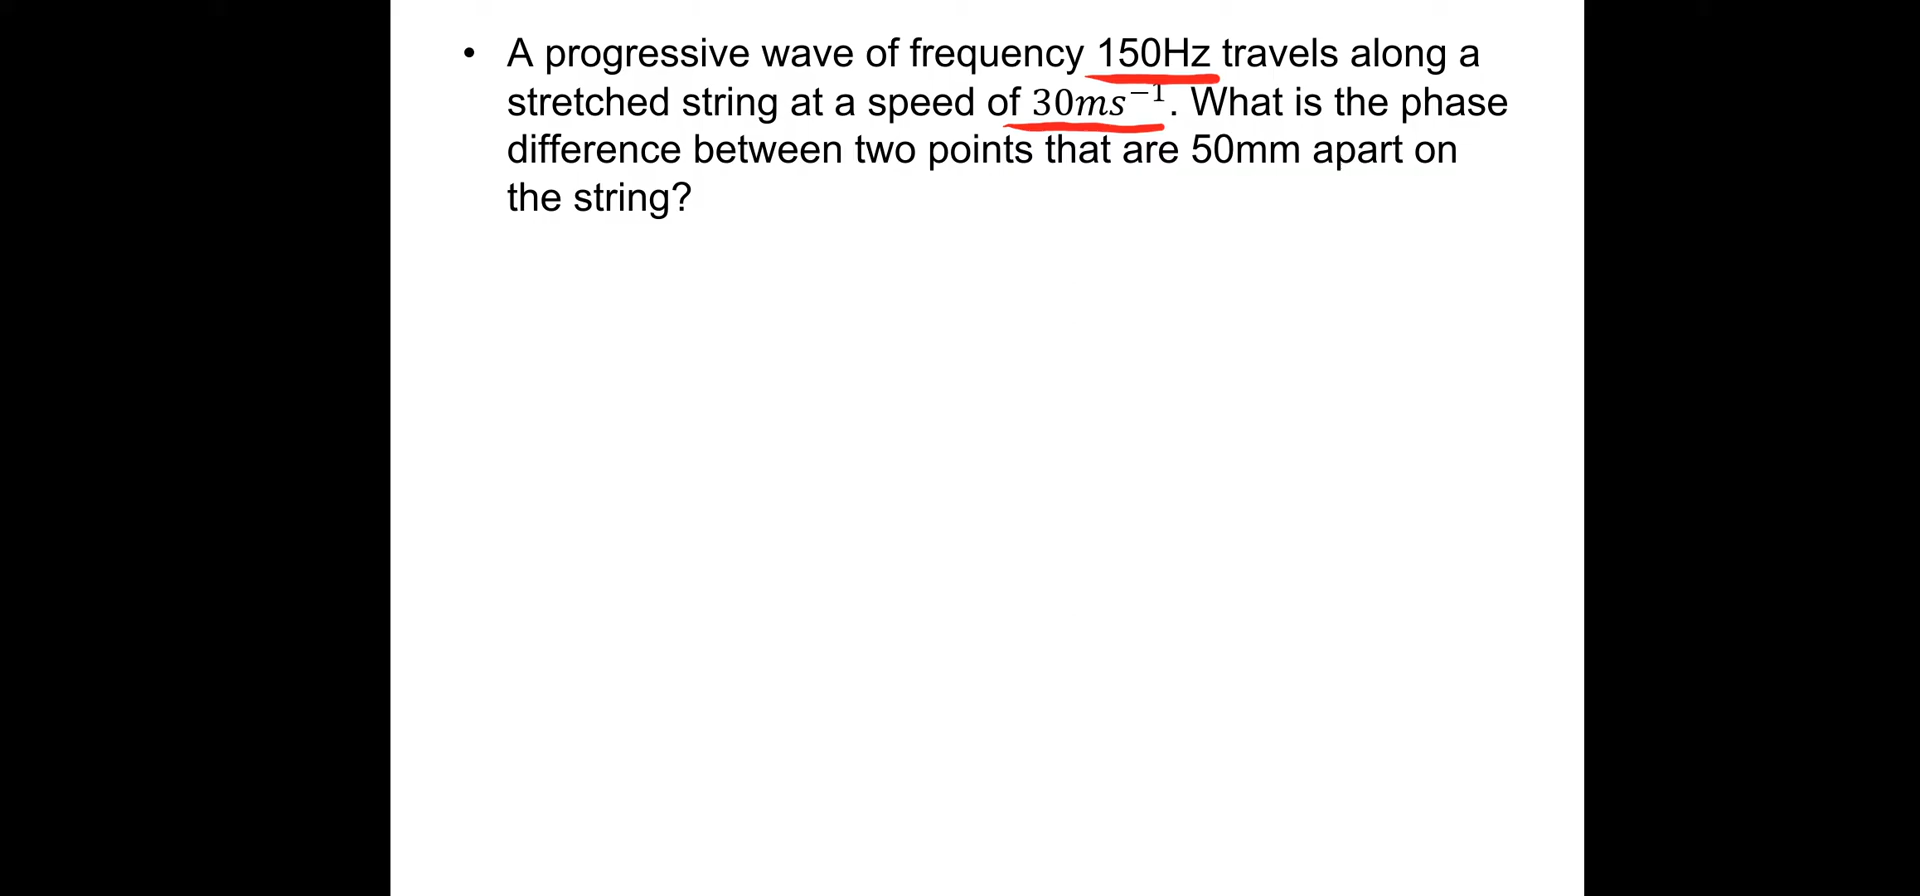 • A progressive wave of frequency 150Hz travels along a
stretched string at a speed of 30ms⁻¹. What is the phase
difference between two points that are 50mm apart on
the string?